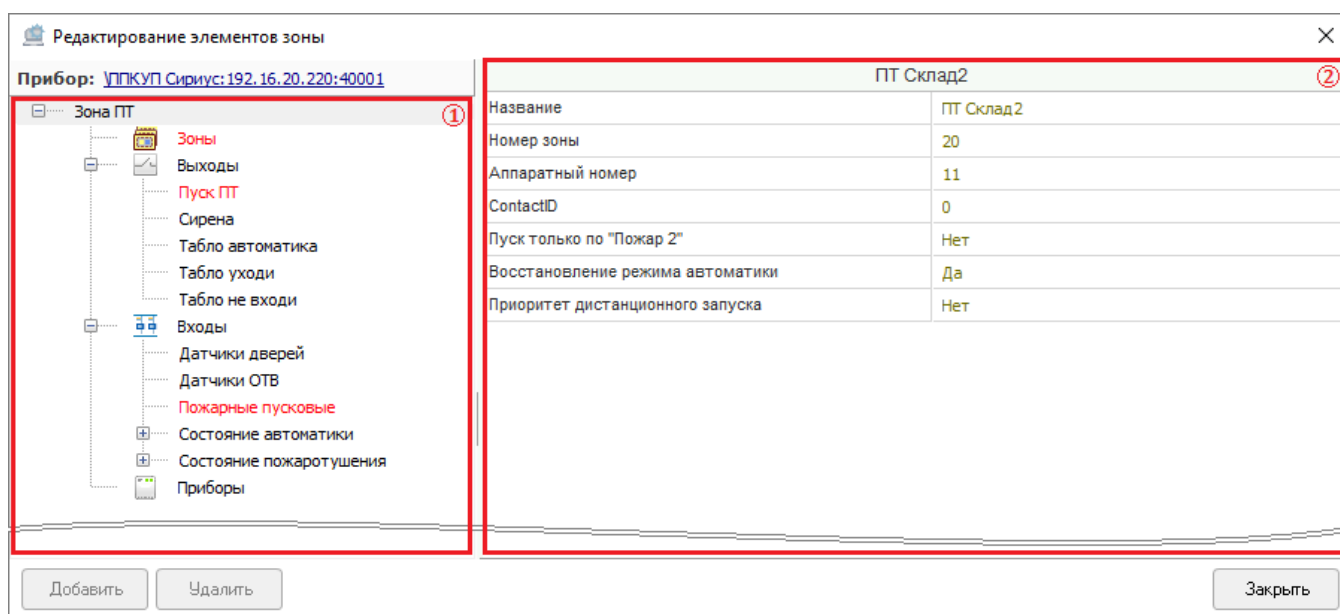 Редактирование элементов зоны
Прибор: \ППКУП Сириус:192.16.20.220:40001
①
Зона ПТ
Зоны
Выходы
Пуск ПТ
Сирена
Табло автоматика
Табло уходи
Табло не входи
Входы
Датчики дверей
Датчики ОТВ
Пожарные пусковые
Состояние автоматики
Состояние пожаротушения
Приборы
ПТ Склад2
②
Название ПТ Склад2
Номер зоны 20
Аппаратный номер 11
ContactID 0
Пуск только по "Пожар 2" Нет
Восстановление режима автоматики Да
Приоритет дистанционного запуска Нет
Добавить Удалить Закрыть